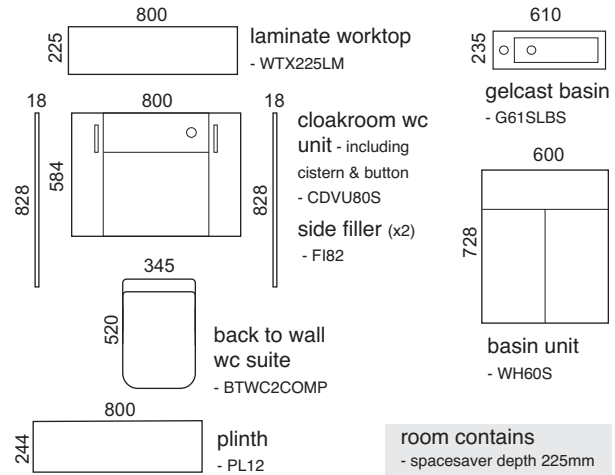 800
225
laminate worktop
- WTX225LM
610
235
gelcast basin
- G61SLBS
18
800
18
584
828
828
cloakroom wc
unit - including
cistern & button
- CDVU80S
side filler (x2)
- FI82
600
728
basin unit
- WH60S
345
520
back to wall
wc suite
- BTWC2COMP
800
244
plinth
- PL12
room contains
- spacesaver depth 225mm